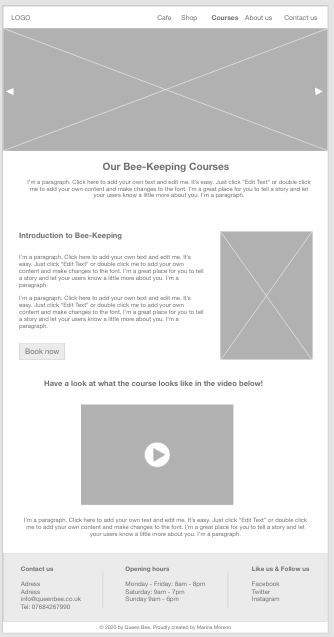 LOGO Cafe Shop Courses About us Contact us
Our Bee-Keeping Courses
I'm a paragraph. Click here to add your own text and edit me. It's easy. Just click "Edit Text" or double click
me to add your own content and make changes to the font. I'm a great place for you to tell a story and let
your users know a little more about you. I'm a paragraph.
Introduction to Bee-Keeping
I'm a paragraph. Click here to add your own text and edit me. It's
easy. Just click "Edit Text" or double click me to add your own
content and make changes to the font. I'm a great place for you to tell
a story and let your users know a little more about you. I'm a
paragraph.
I'm a paragraph. Click here to add your own text and edit me. It's
easy. Just click "Edit Text" or double click me to add your own
content and make changes to the font. I'm a great place for you to tell
a story and let your users know a little more about you. I'm a
paragraph.
Book now
Have a look at what the course looks like in the video below!
I'm a paragraph. Click here to add your own text and edit me. It's easy. Just click "Edit Text" or double
click me to add your own content and make changes to the font. I'm a great place for you to tell a story
and let your users know a little more about you. I'm a paragraph.
Contact us
Adress
Adress
info@queenbee.co.uk
Tel: 07684267990
Opening hours
Monday - Friday: 8am - 8pm
Saturday: 9am - 7pm
Sunday 9am - 6pm
Like us & Follow us
Facebook
Twitter
Instagram
© 2020 by Queen Bee. Proudly created by Marina Moreno